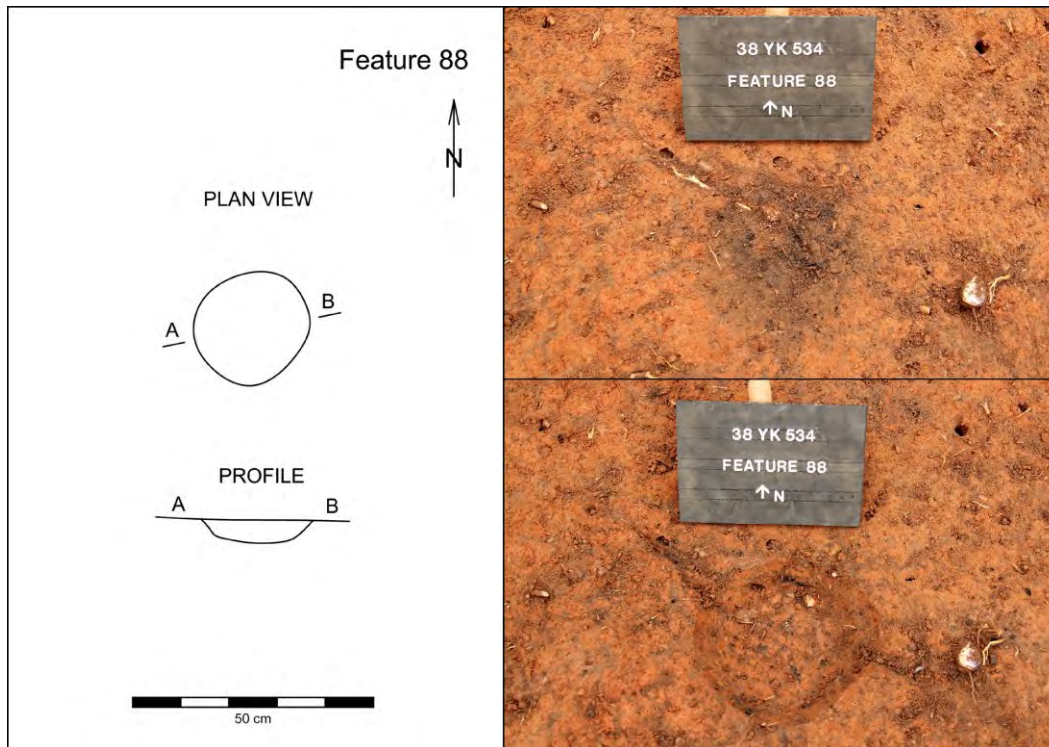 Feature 88
N
PLAN VIEW
A
B
PROFILE
A
B
50 cm
38 YK 534
FEATURE 88
↑ N
38 YK 534
FEATURE 88
↑ N